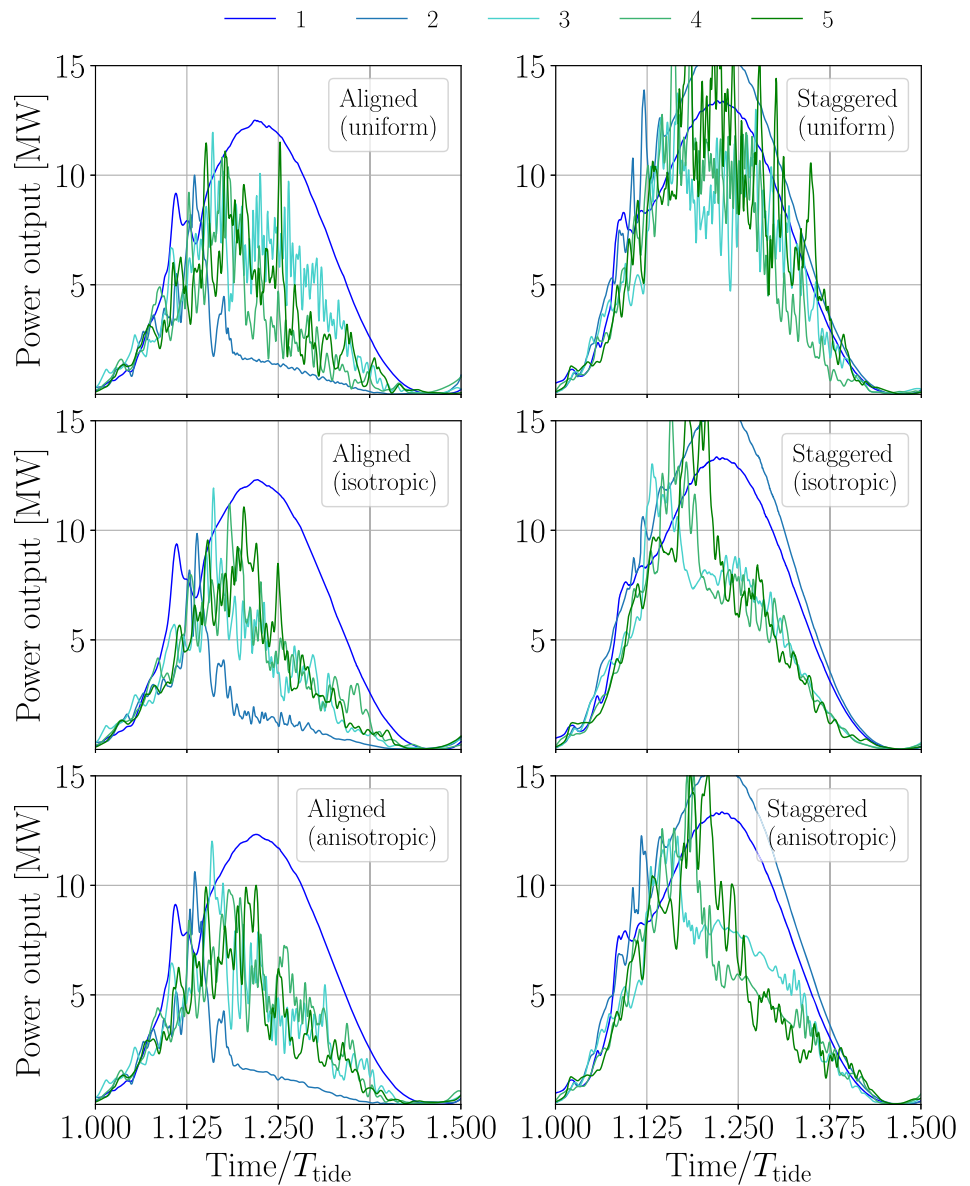 1 2 3 4 5
15
10
5
Power output [MW]
Aligned
(uniform)
15
10
5
Staggered
(uniform)
15
10
5
Power output [MW]
Aligned
(isotropic)
15
10
5
Staggered
(isotropic)
15
10
5
Power output [MW]
Aligned
(anisotropic)
1.000 1.125 1.250 1.375 1.500
Time/T_tide
15
10
5
Staggered
(anisotropic)
1.000 1.125 1.250 1.375 1.500
Time/T_tide